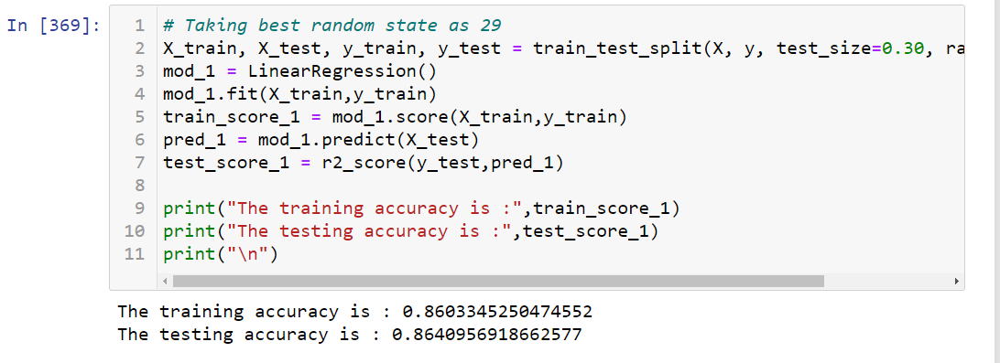 In [369]:
1 # Taking best random state as 29
2 X_train, X_test, y_train, y_test = train_test_split(X, y, test_size=0.30, ra
3 mod_1 = LinearRegression()
4 mod_1.fit(X_train,y_train)
5 train_score_1 = mod_1.score(X_train,y_train)
6 pred_1 = mod_1.predict(X_test)
7 test_score_1 = r2_score(y_test,pred_1)
8
9 print("The training accuracy is :",train_score_1)
10 print("The testing accuracy is :",test_score_1)
11 print("\n")
The training accuracy is : 0.8603345250474552
The testing accuracy is : 0.8640956918662577